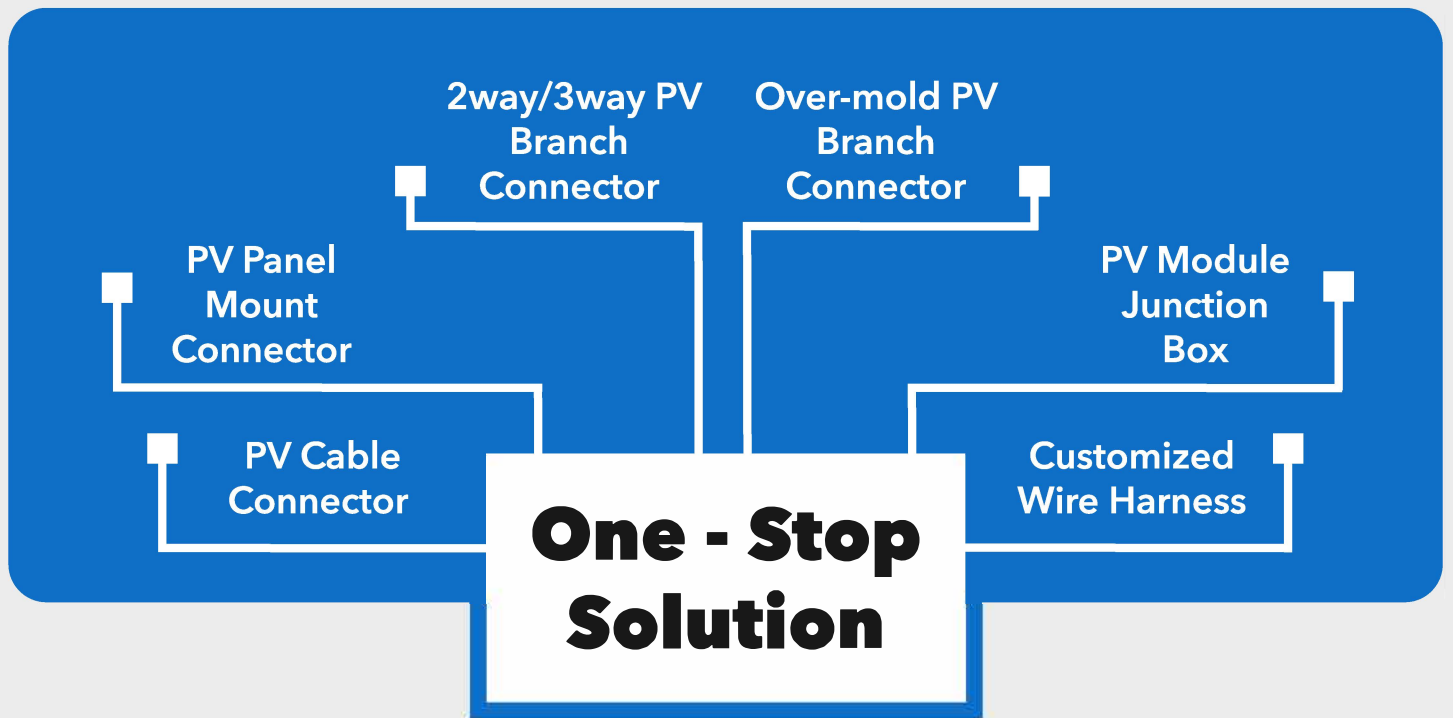 2way/3way PV
Branch
Connector
Over-mold PV
Branch
Connector
PV Panel
Mount
Connector
PV Module
Junction
Box
PV Cable
Connector
Customized
Wire Harness
One - Stop
Solution